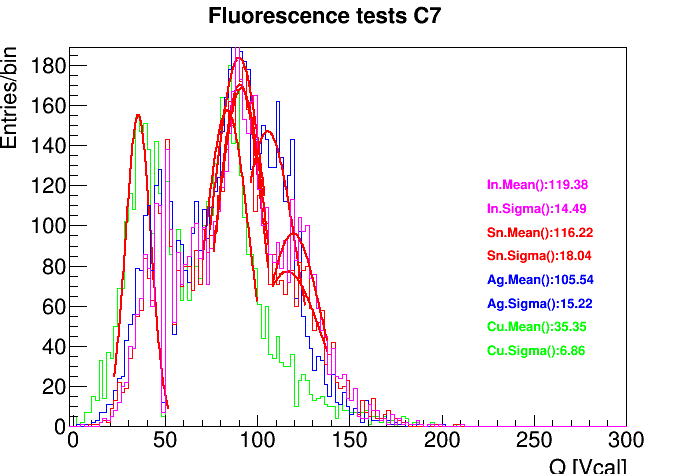 Fluorescence tests C7
Entries/bin
180
160
140
120
100
80
60
40
20
0
In.Mean():119.38
In.Sigma():14.49
Sn.Mean():116.22
Sn.Sigma():18.04
Ag.Mean():105.54
Ag.Sigma():15.22
Cu.Mean():35.35
Cu.Sigma():6.86
0 50 100 150 200 250 300
Q [Vcal]